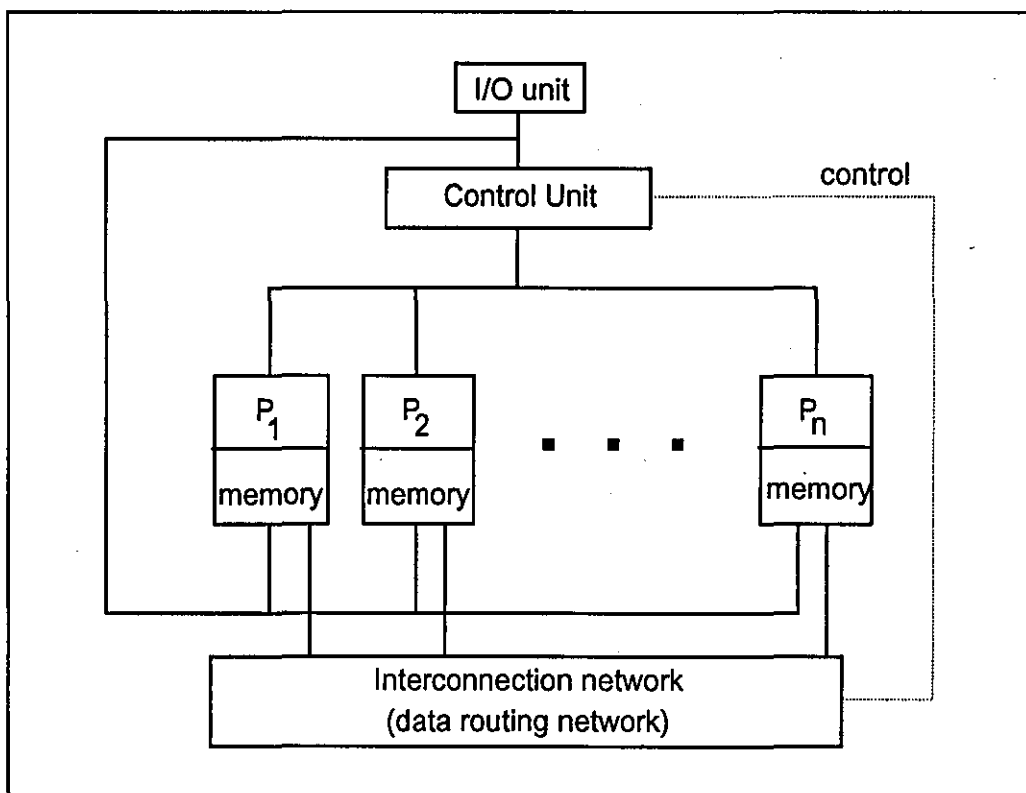 I/O unit
Control Unit
control
P1
P2
Pn
memory
memory
memory
Interconnection network
(data routing network)